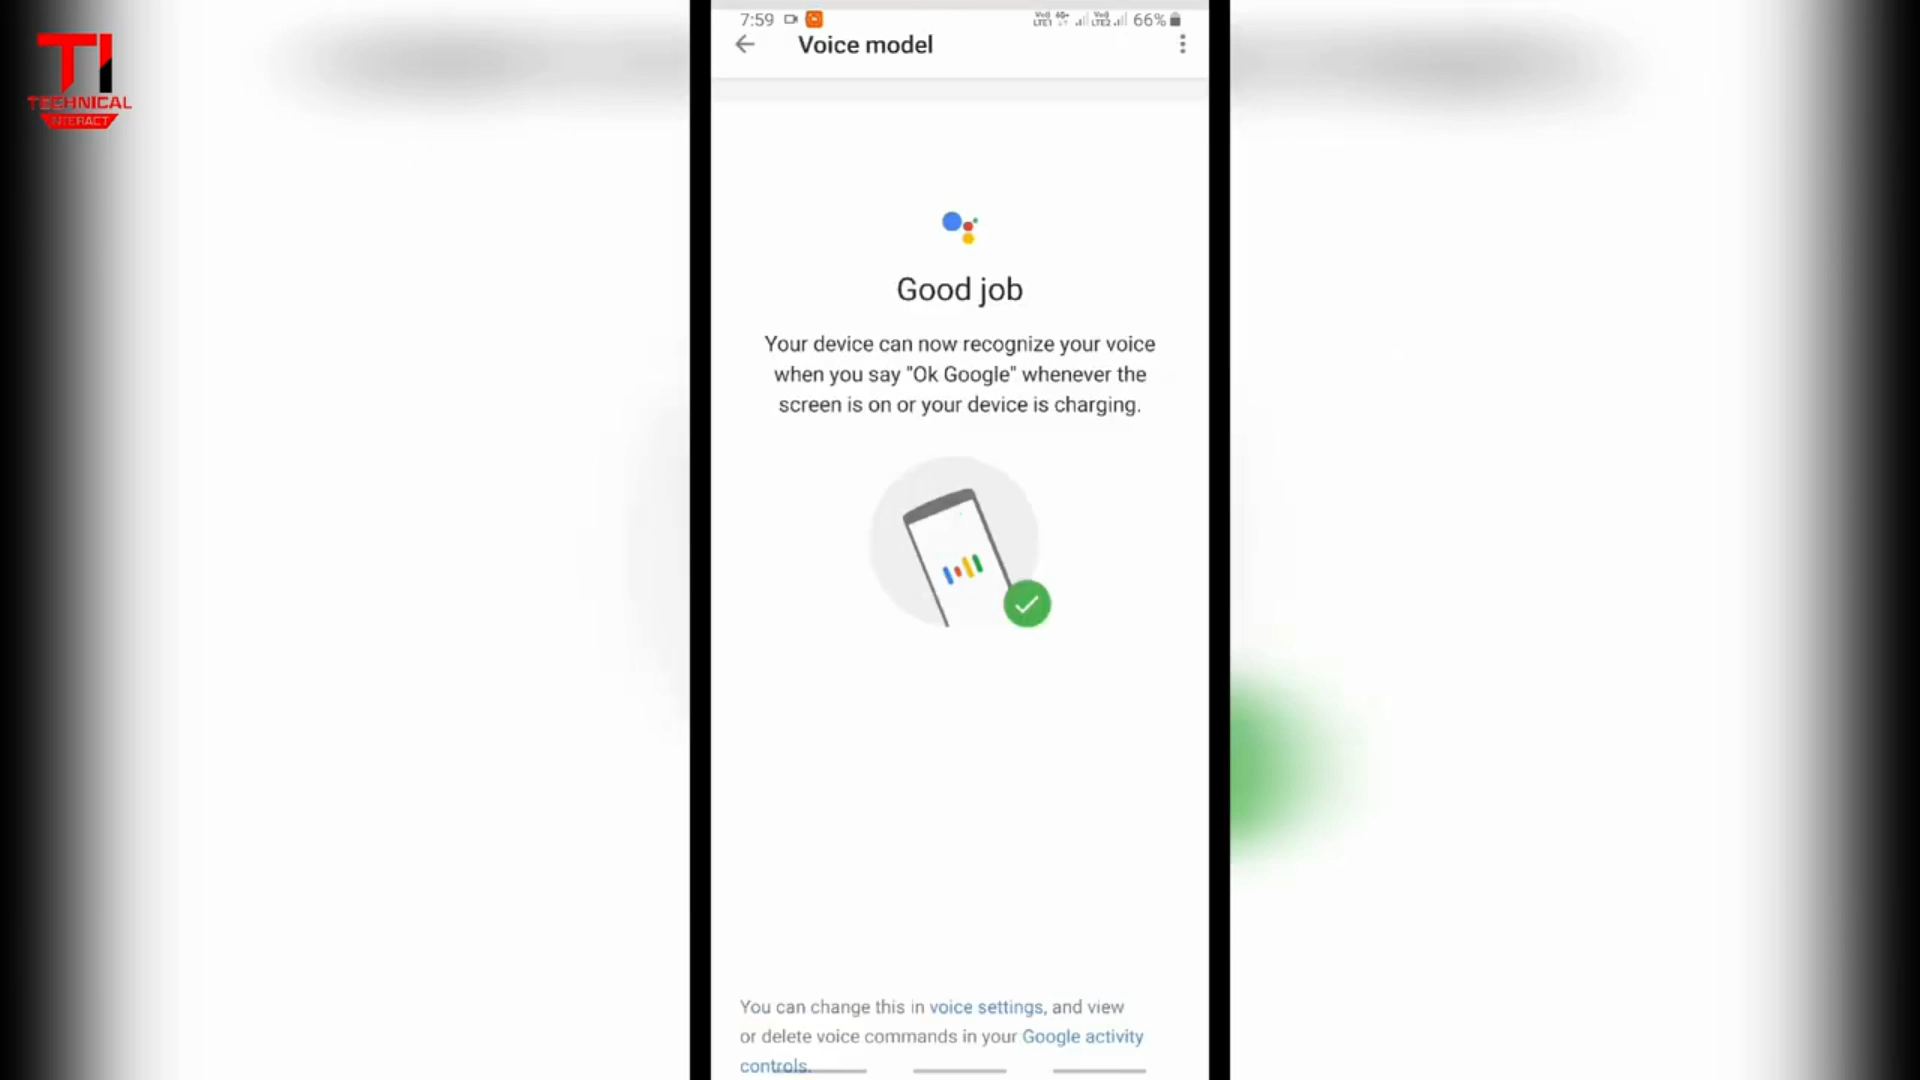 TI
TECHNICAL
INTERACT
7:59
66%
Voice model
Good job
Your device can now recognize your voice
when you say "Ok Google" whenever the
screen is on or your device is charging.
You can change this in voice settings, and view
or delete voice commands in your Google activity
controls.